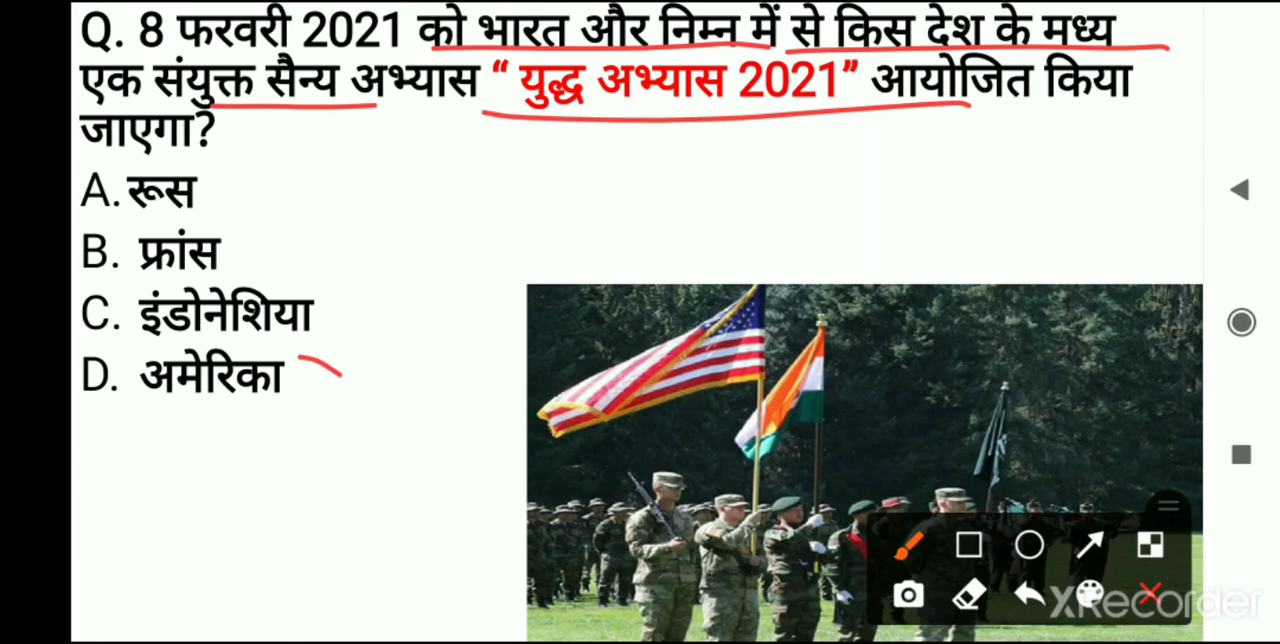 Q. 8 फरवरी 2021 को भारत और निम्न में से किस देश के मध्य
एक संयुक्त सैन्य अभ्यास “ युद्ध अभ्यास 2021” आयोजित किया
जाएगा?
A. रूस
B. फ्रांस
C. इंडोनेशिया
D. अमेरिका
XRecorder